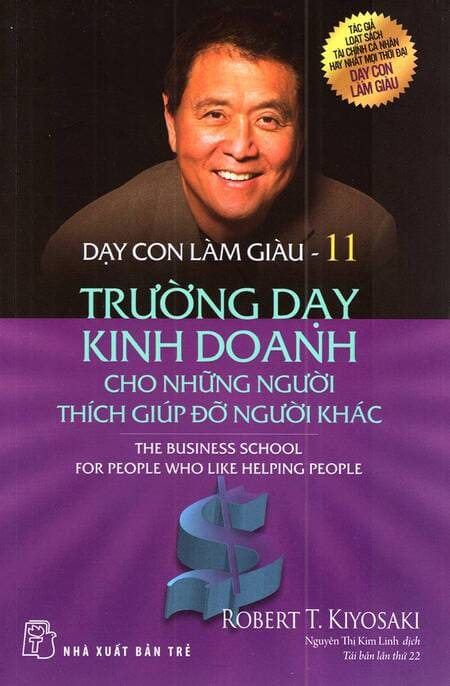 TÁC GIẢ
LOẠT SÁCH
TÀI CHÍNH CÁ NHÂN
HAY NHẤT MỌI THỜI ĐẠI
DẠY CON
LÀM GIÀU
DẠY CON LÀM GIÀU - 11
TRƯỜNG DẠY
KINH DOANH
CHO NHỮNG NGƯỜI
THÍCH GIÚP ĐỠ NGƯỜI KHÁC
THE BUSINESS SCHOOL
FOR PEOPLE WHO LIKE HELPING PEOPLE
ROBERT T. KIYOSAKI
Nguyễn Thị Kim Linh dịch
Tái bản lần thứ 22
NHÀ XUẤT BẢN TRẺ